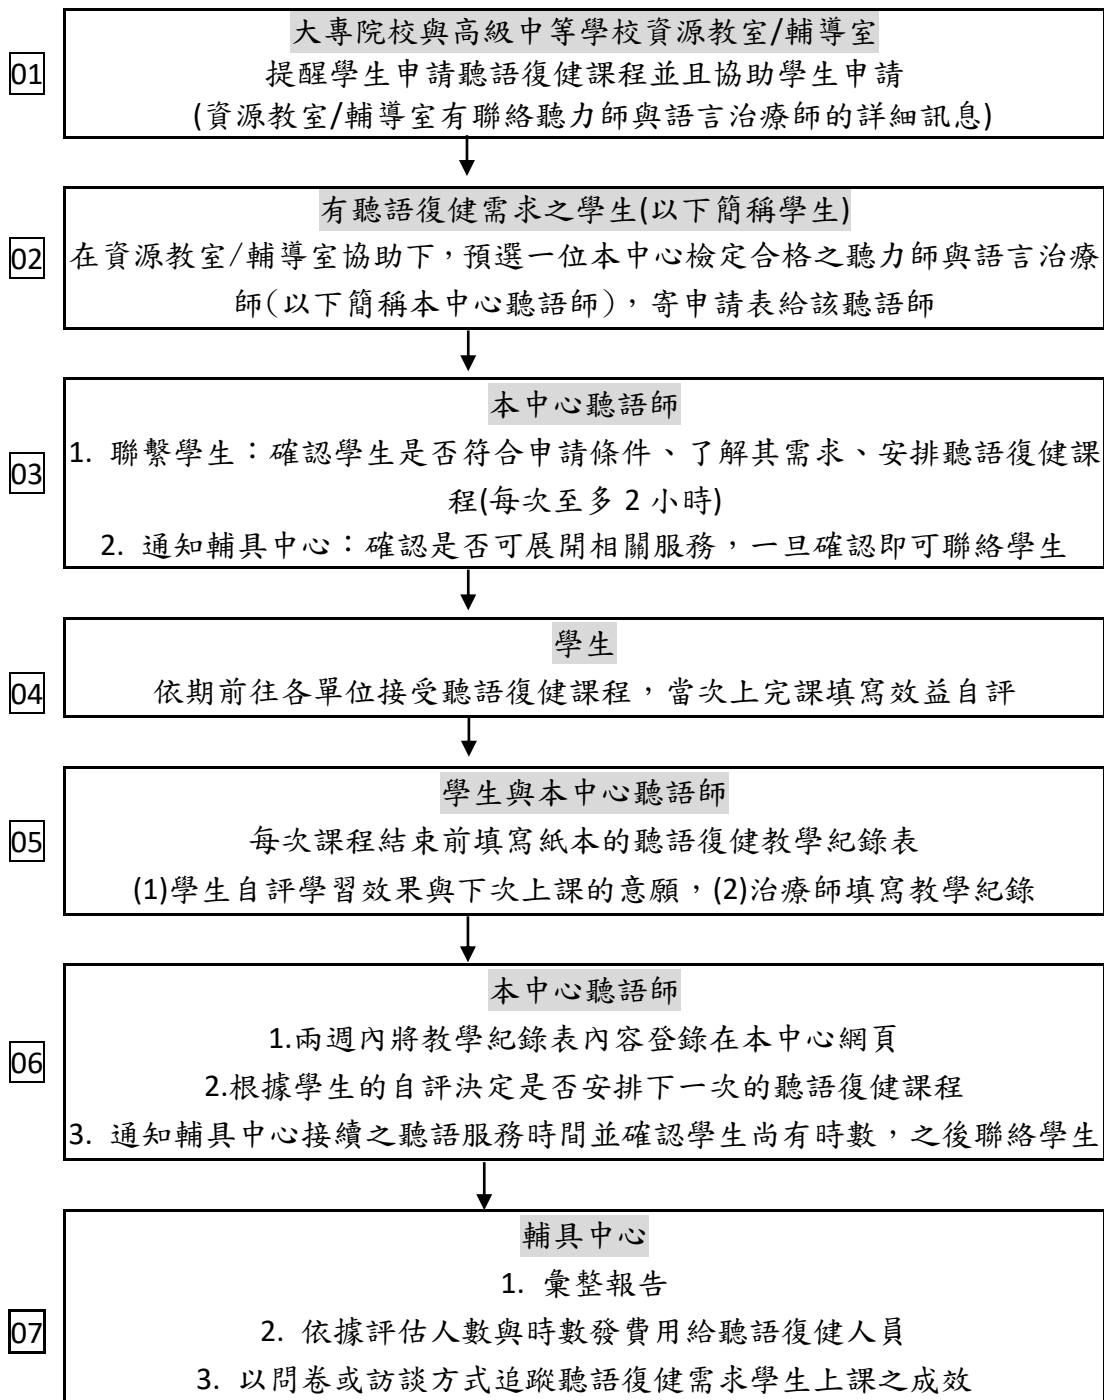 01
大專院校與高級中等學校資源教室/輔導室
提醒學生申請聽語復健課程並且協助學生申請
(資源教室/輔導室有聯絡聽力師與語言治療師的詳細訊息)
02
有聽語復健需求之學生(以下簡稱學生)
在資源教室/輔導室協助下，預選一位本中心檢定合格之聽力師與語言治療
師(以下簡稱本中心聽語師)，寄申請表給該聽語師
03
本中心聽語師
1. 聯繫學生：確認學生是否符合申請條件、了解其需求、安排聽語復健課
程(每次至多 2 小時)
2. 通知輔具中心：確認是否可展開相關服務，一旦確認即可聯絡學生
04
學生
依期前往各單位接受聽語復健課程，當次上完課填寫效益自評
05
學生與本中心聽語師
每次課程結束前填寫紙本的聽語復健教學紀錄表
(1)學生自評學習效果與下次上課的意願，(2)治療師填寫教學紀錄
06
本中心聽語師
1.兩週內將教學紀錄表內容登錄在本中心網頁
2.根據學生的自評決定是否安排下一次的聽語復健課程
3. 通知輔具中心接續之聽語服務時間並確認學生尚有時數，之後聯絡學生
07
輔具中心
1. 彙整報告
2. 依據評估人數與時數發費用給聽語復健人員
3. 以問卷或訪談方式追蹤聽語復健需求學生上課之成效